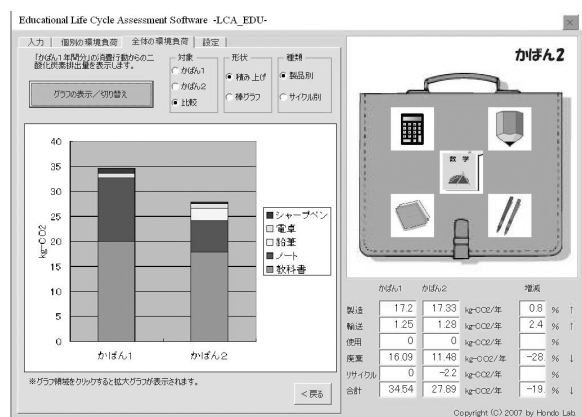 Educational Life Cycle Assessment Software -LCA_EDU-
入力 個別の環境負荷 全体の環境負荷 設定
「かばん1年間分」の消費行動からの二
酸化炭素排出量を表示します。
グラフの表示／切り替え
対象
かばん1
かばん2
比較
形状
積み上げ
棒グラフ
種類
製品別
サイクル別
かばん2
数学
kg-CO2
40
35
30
25
20
15
10
5
0
かばん1 かばん2
シャープペン
電卓
鉛筆
ノート
教科書
※グラフ領域をクリックすると拡大グラフが表示されます。
<戻る
かばん1 かばん2 増減
製造 17.2 17.33 kg-CO2/年 0.8 % ↑
輸送 1.25 1.28 kg-CO2/年 2.4 % ↑
使用 0 0 kg-CO2/年 %
廃棄 16.09 11.48 kg-CO2/年 -28. % ↓
リサイクル 0 -2.2 kg-CO2/年 %
合計 34.54 27.89 kg-CO2/年 -19. % ↓
Copyright (C) 2007 by Hondo Lab